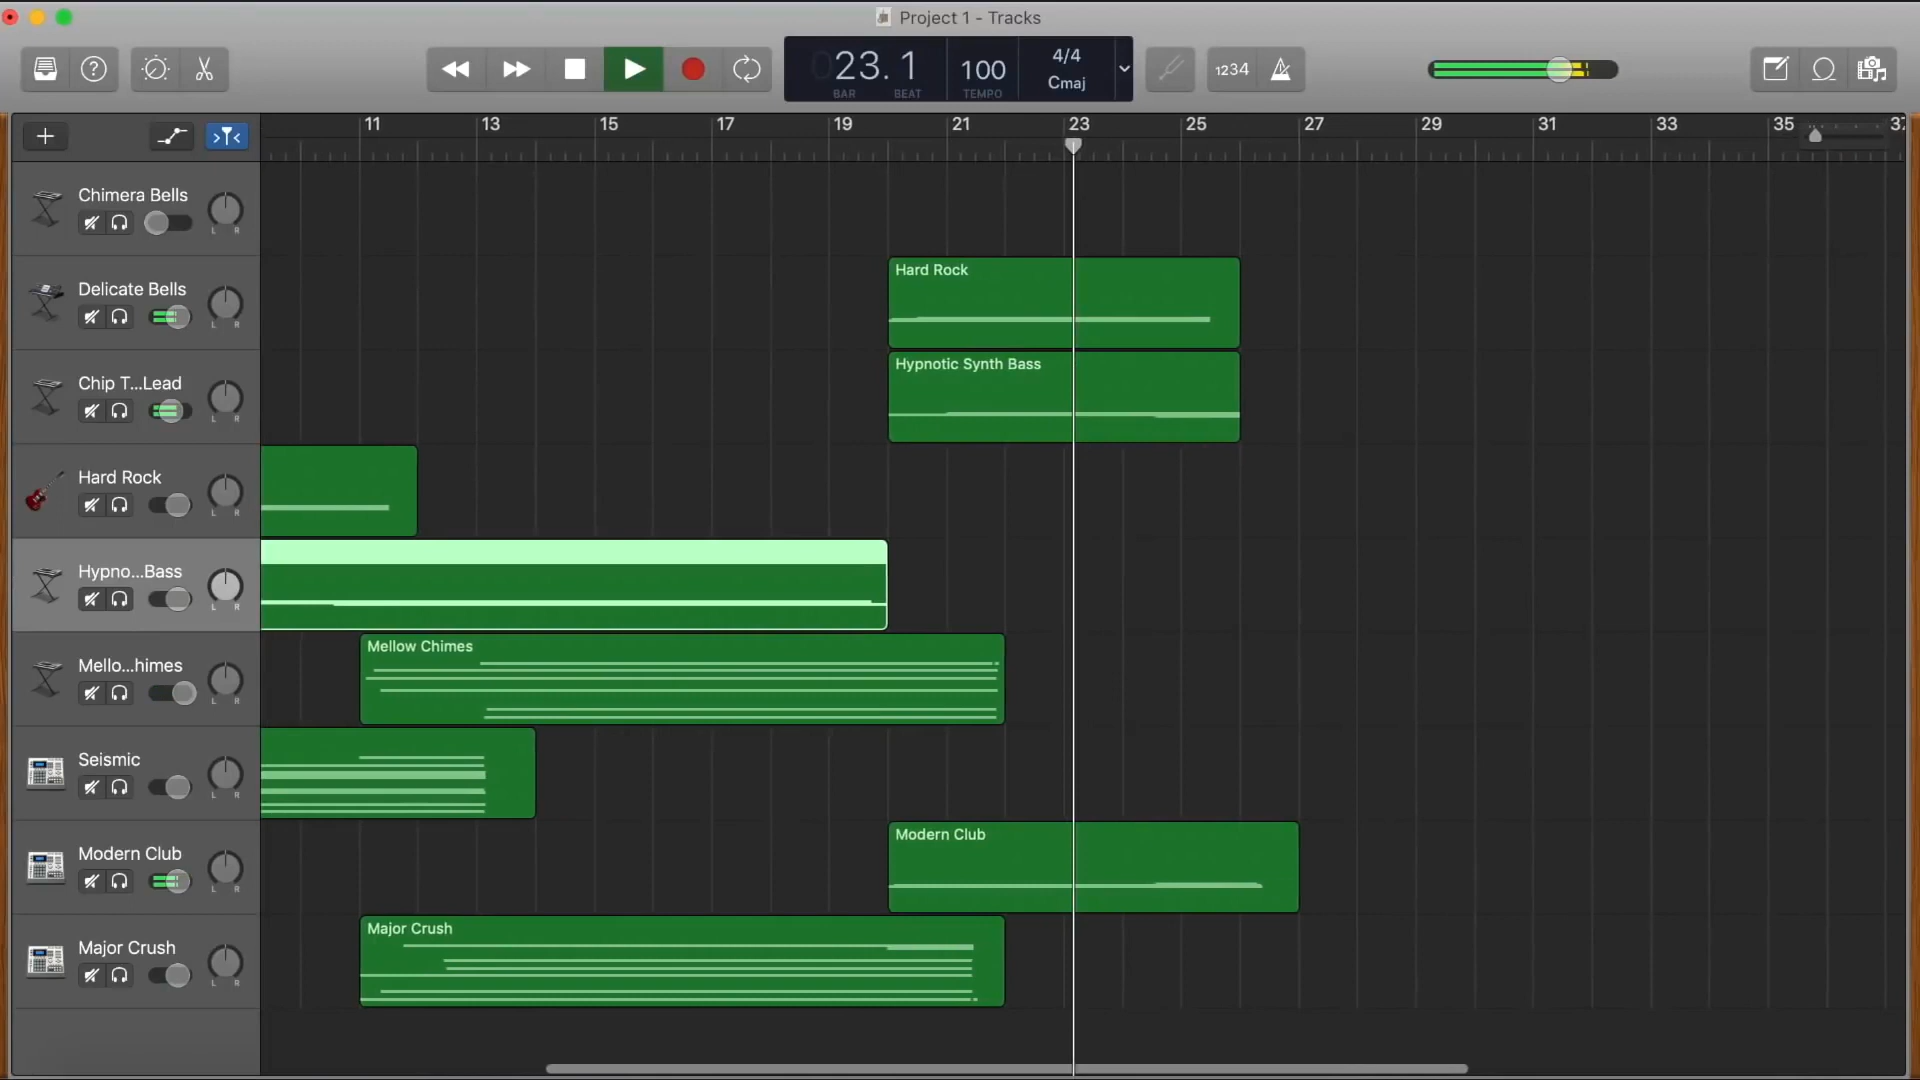 Project 1 - Tracks
023.1
BAR BEAT
100
TEMPO
4/4
Cmaj
1234
11 13 15 17 19 21 23 25 27 29 31 33 35 37
Chimera Bells
L R
Delicate Bells
L R
Hard Rock
Chip T...Lead
L R
Hypnotic Synth Bass
Hard Rock
L R
Hypno...Bass
L R
Mello...himes
L R
Mellow Chimes
Seismic
L R
Modern Club
L R
Modern Club
Major Crush
L R
Major Crush